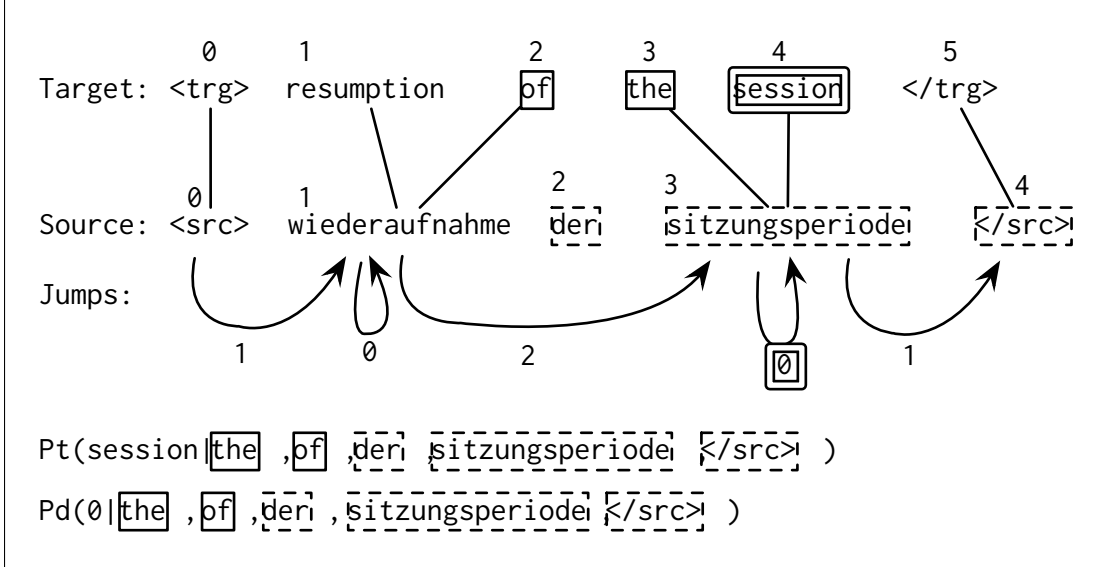 0 1 2 3 4 5
Target: <trg> resumption of the session </trg>
0 1 2 3 4
Source: <src> wiederaufnahme der sitzungsperiode </src>
Jumps:
1 0 2 0 1
Pt(session|the ,of ,der ,sitzungsperiode ,</src> )
Pd(0|the ,of ,der ,sitzungsperiode ,</src> )